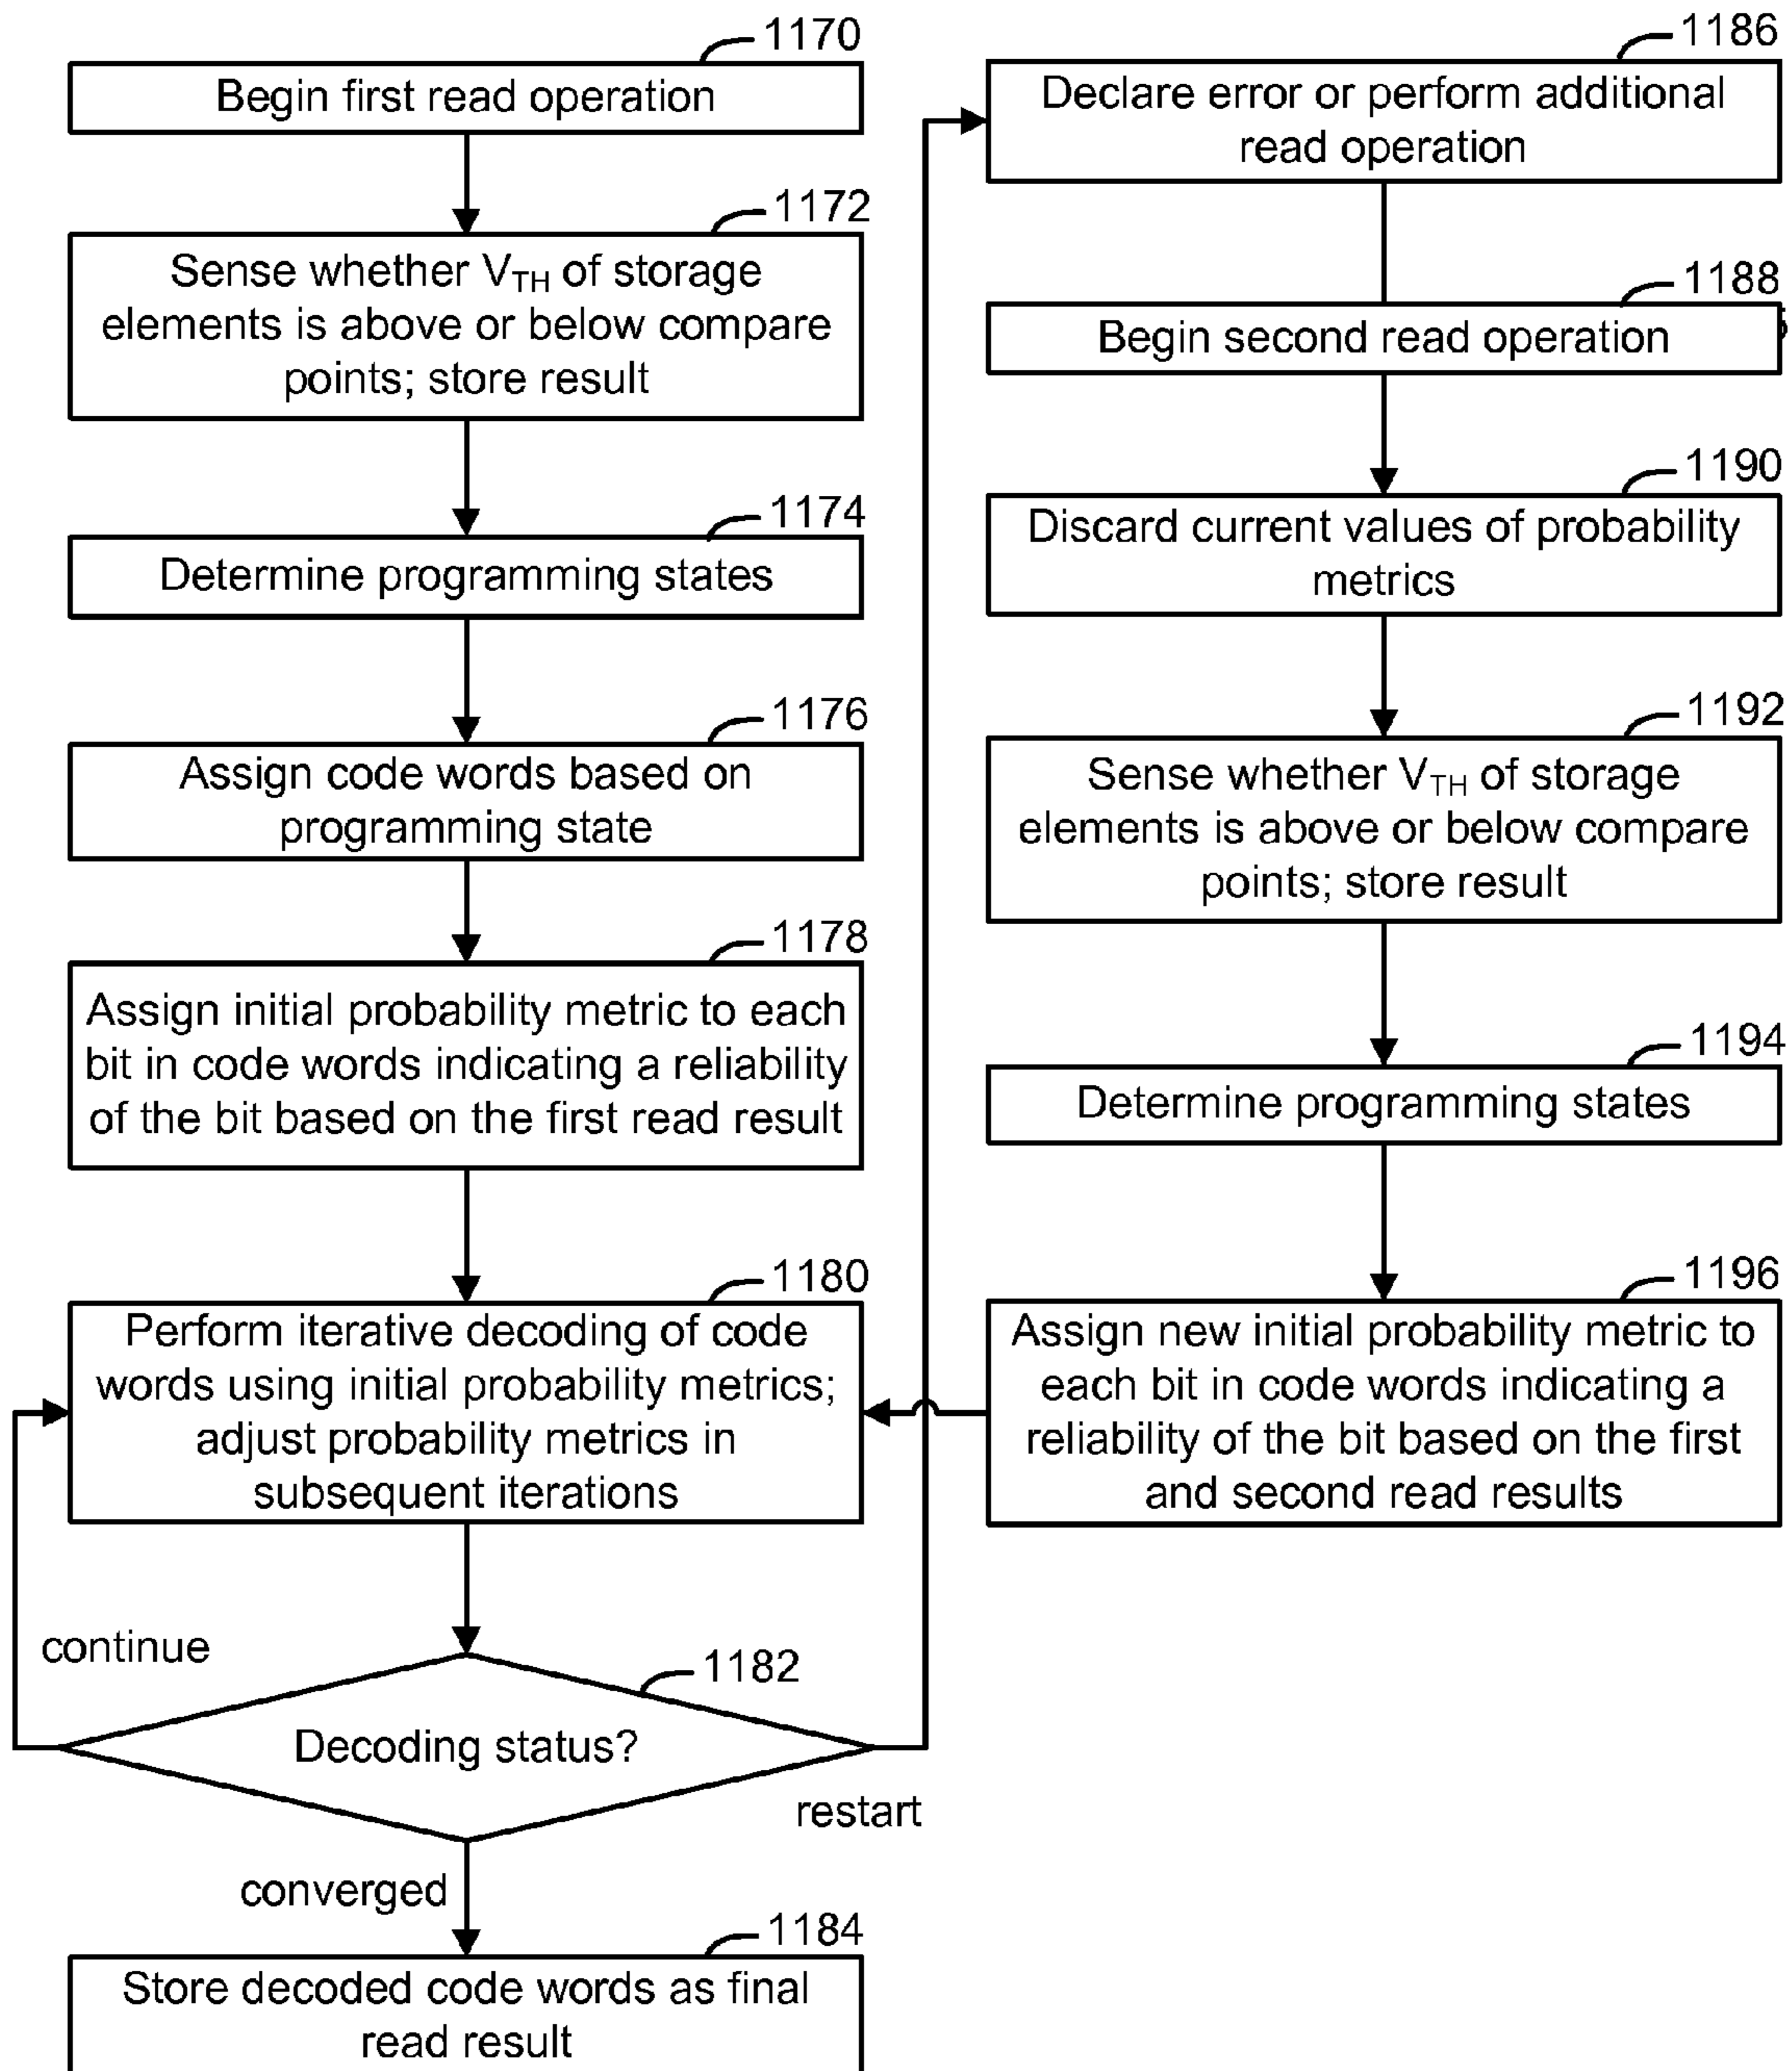 1170
Begin first read operation
1172
Sense whether VTH of storage
elements is above or below compare
points; store result
1174
Determine programming states
1176
Assign code words based on
programming state
1178
Assign initial probability metric to each
bit in code words indicating a reliability
of the bit based on the first read result
1180
Perform iterative decoding of code
words using initial probability metrics;
adjust probability metrics in
subsequent iterations
continue
1182
Decoding status?
restart
converged
1184
Store decoded code words as final
read result
1186
Declare error or perform additional
read operation
1188
Begin second read operation
1190
Discard current values of probability
metrics
1192
Sense whether VTH of storage
elements is above or below compare
points; store result
1194
Determine programming states
1196
Assign new initial probability metric to
each bit in code words indicating a
reliability of the bit based on the first
and second read results